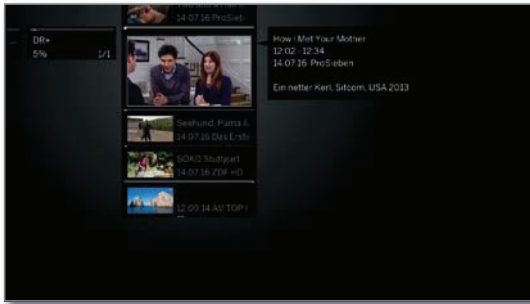 14.07.16 ProSieb
DR+
5% 1/1
How I Met Your Mother
12:02 - 12:34
14.07.16 ProSieben
Ein netter Kerl, Sitcom, USA 2013
Seehund, Puma &
14.07.16 Das Erste
SOKO Stuttgart
14.07.16 ZDF HD
12.09.14 AV TOP